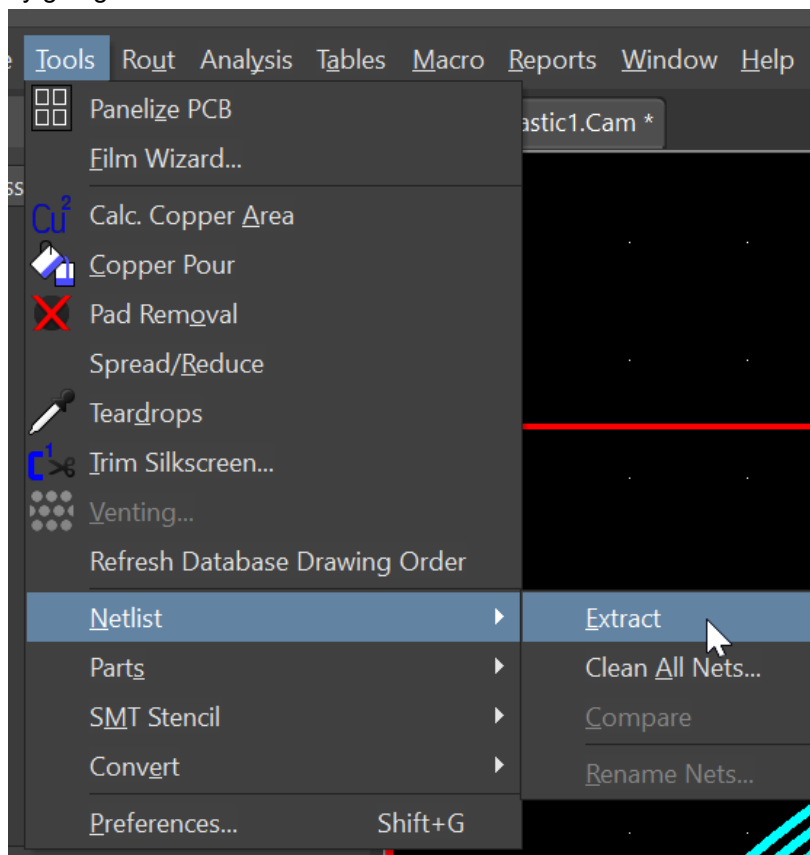 Tools Rout Analysis Tables Macro Reports Window Help
Panelize PCB
astic1.Cam *
Film Wizard...
Calc. Copper Area
Copper Pour
Pad Removal
Spread/Reduce
Teardrops
Trim Silkscreen...
Venting...
Refresh Database Drawing Order
Netlist
Extract
Parts
Clean All Nets...
SMT Stencil
Compare
Convert
Rename Nets...
Preferences... Shift+G